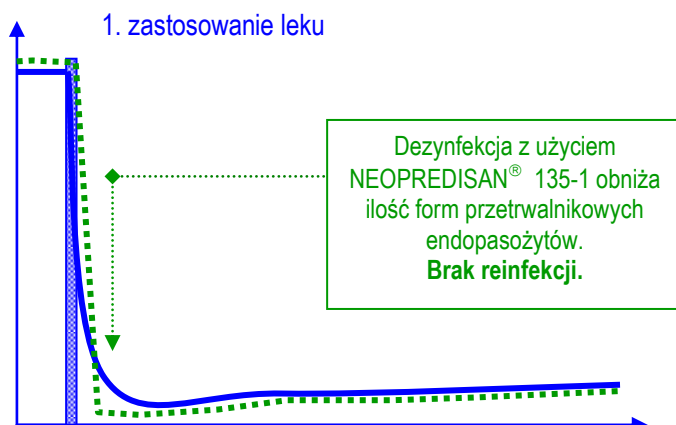 1. zastosowanie leku
Dezynfekcja z użyciem
NEOPREDISAN® 135-1 obniża
ilość form przetrwalnikowych
endopasożytów.
Brak reinfekcji.